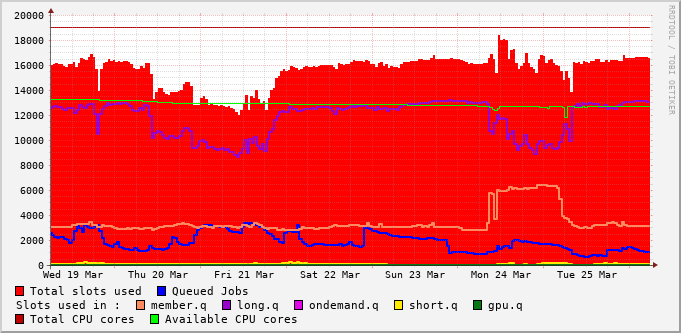 20000
18000
16000
14000
12000
10000
8000
6000
4000
2000
0
Wed 19 Mar Thu 20 Mar Fri 21 Mar Sat 22 Mar Sun 23 Mar Mon 24 Mar Tue 25 Mar
Total slots used Queued Jobs
Slots used in : member.q long.q ondemand.q short.q gpu.q
Total CPU cores Available CPU cores
RRDTOOL / TOBI OETIKER